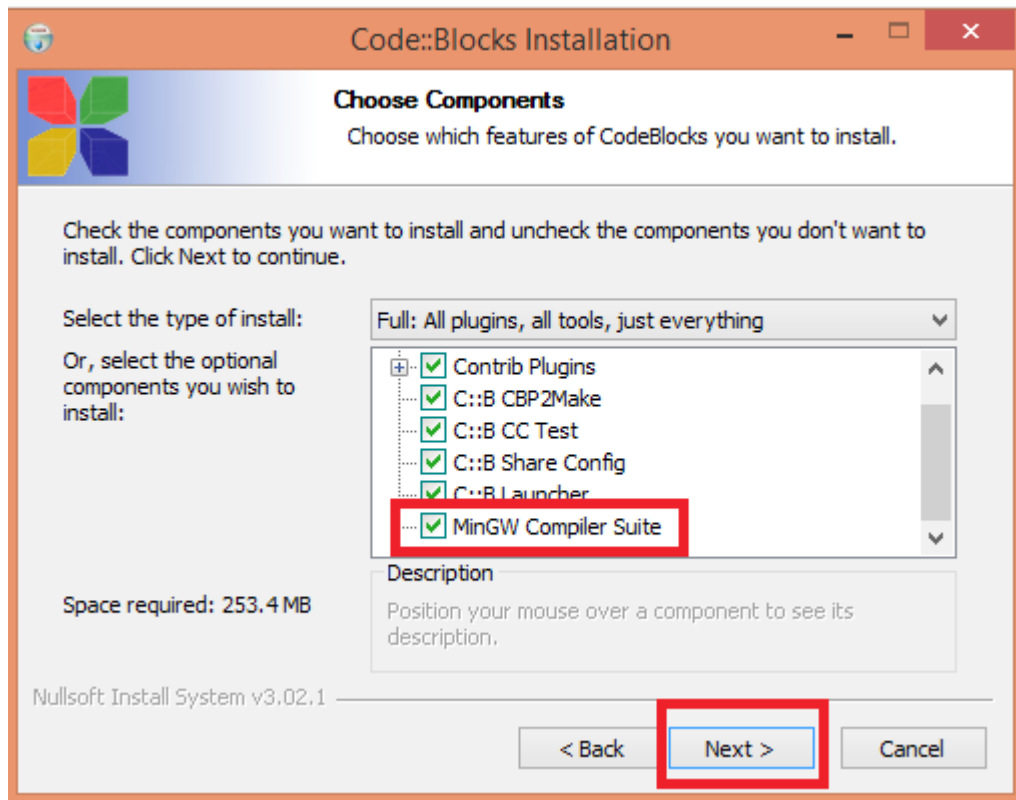 Code::Blocks Installation
Choose Components
Choose which features of CodeBlocks you want to install.
Check the components you want to install and uncheck the components you don't want to
install. Click Next to continue.
Select the type of install:
Full: All plugins, all tools, just everything
Or, select the optional
components you wish to
install:
Contrib Plugins
C::B CBP2Make
C::B CC Test
C::B Share Config
C::B Launcher
MinGW Compiler Suite
Space required: 253.4 MB
Description
Position your mouse over a component to see its
description.
Nullsoft Install System v3.02.1
< Back
Next >
Cancel